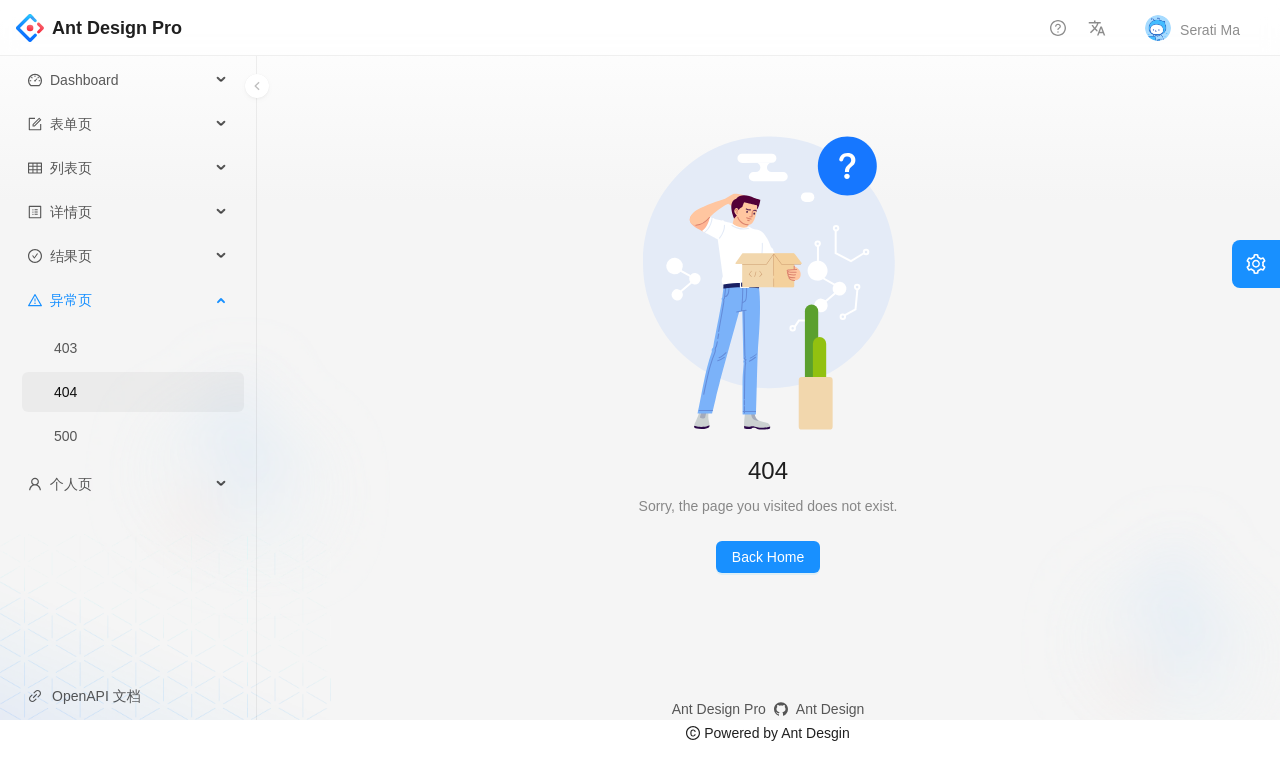 Ant Design Pro
Serati Ma
Dashboard
表单页
列表页
详情页
结果页
异常页
403
404
500
个人页
OpenAPI 文档
?
404
Sorry, the page you visited does not exist.
Back Home
Ant Design Pro Ant Design
© Powered by Ant Desgin